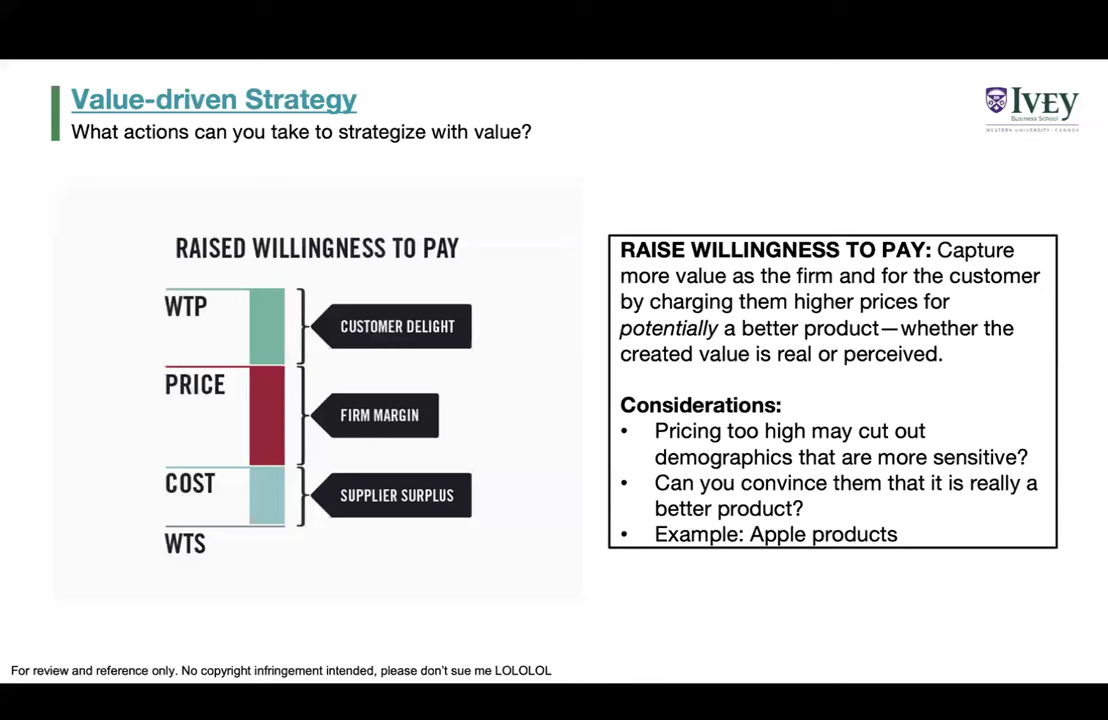 Value-driven Strategy
What actions can you take to strategize with value?
IVEY
Business School
WESTERN UNIVERSITY · CANADA
RAISED WILLINGNESS TO PAY
WTP
CUSTOMER DELIGHT
PRICE
FIRM MARGIN
COST
SUPPLIER SURPLUS
WTS
RAISE WILLINGNESS TO PAY: Capture
more value as the firm and for the customer
by charging them higher prices for
potentially a better product—whether the
created value is real or perceived.
Considerations:
• Pricing too high may cut out
demographics that are more sensitive?
• Can you convince them that it is really a
better product?
• Example: Apple products
For review and reference only. No copyright infringement intended, please don't sue me LOLOLOL